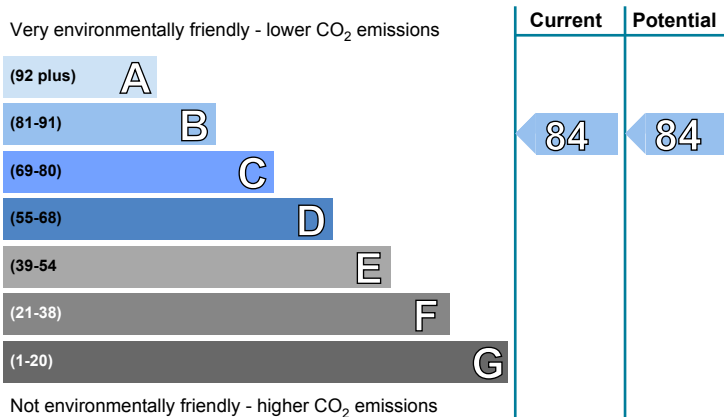 Very environmentally friendly - lower CO2 emissions
Current
Potential
(92 plus) A
(81-91) B
84
84
(69-80) C
(55-68) D
(39-54 E
(21-38) F
(1-20) G
Not environmentally friendly - higher CO2 emissions